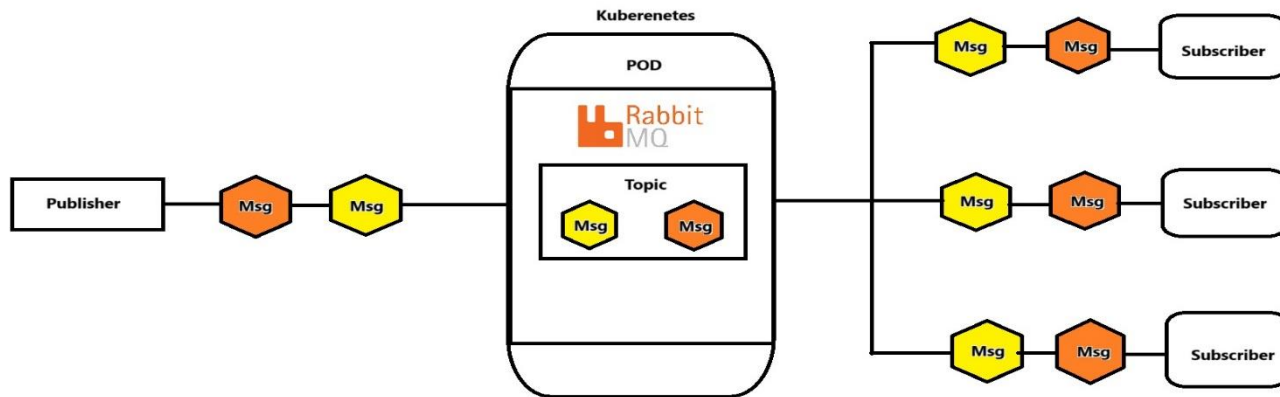 Kuberenetes
POD
Rabbit
MQ
Topic
Msg
Msg
Publisher
Msg
Msg
Msg
Msg
Subscriber
Msg
Msg
Subscriber
Msg
Msg
Subscriber